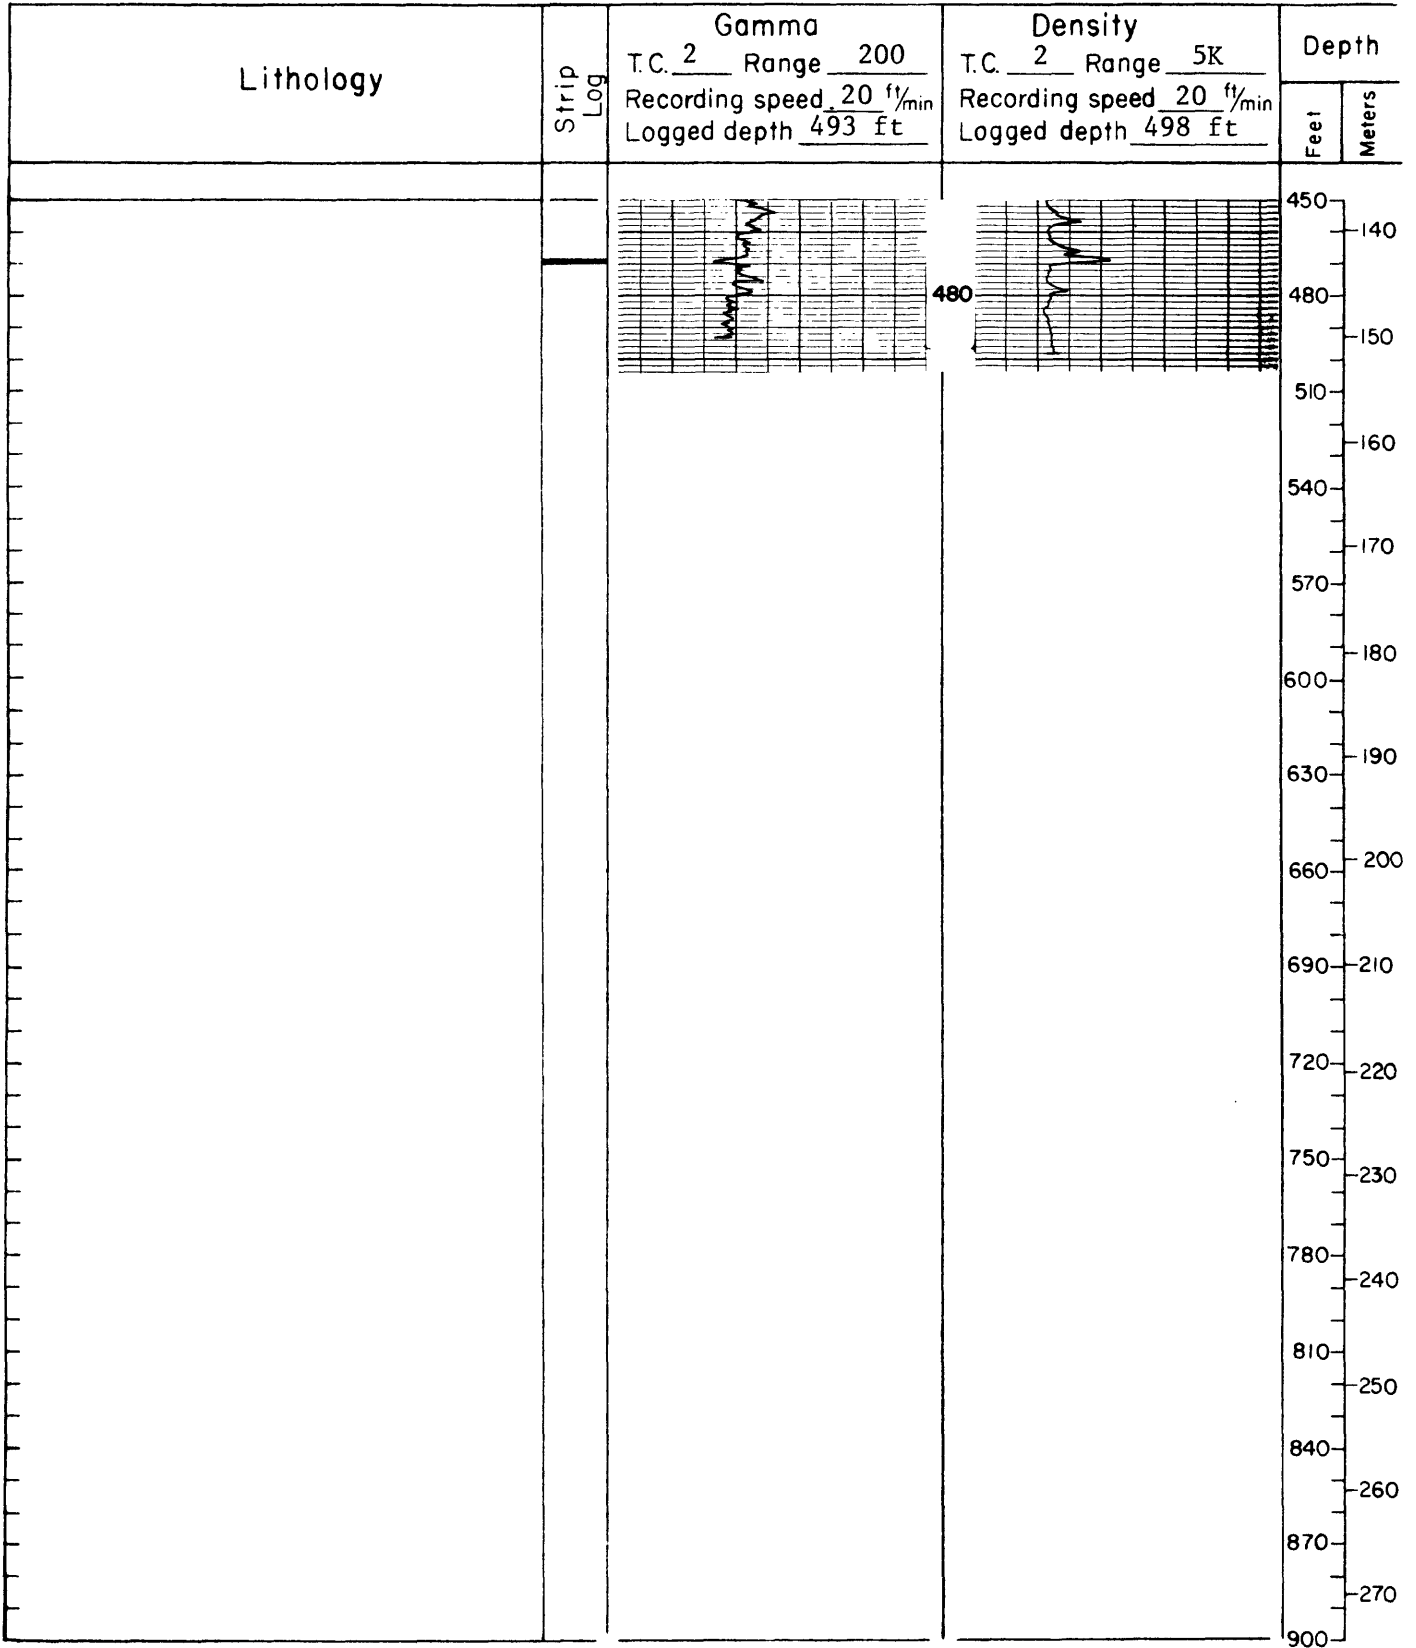 Lithology
Strip Log
Gamma
T.C. 2 Range 200
Recording speed 20 ft/min
Logged depth 493 ft
Density
T.C. 2 Range 5K
Recording speed 20 ft/min
Logged depth 498 ft
Depth
Feet
Meters
450
140
480
480
150
510
160
540
170
570
180
600
190
630
200
660
690
210
720
220
750
230
780
240
810
250
840
260
870
270
900